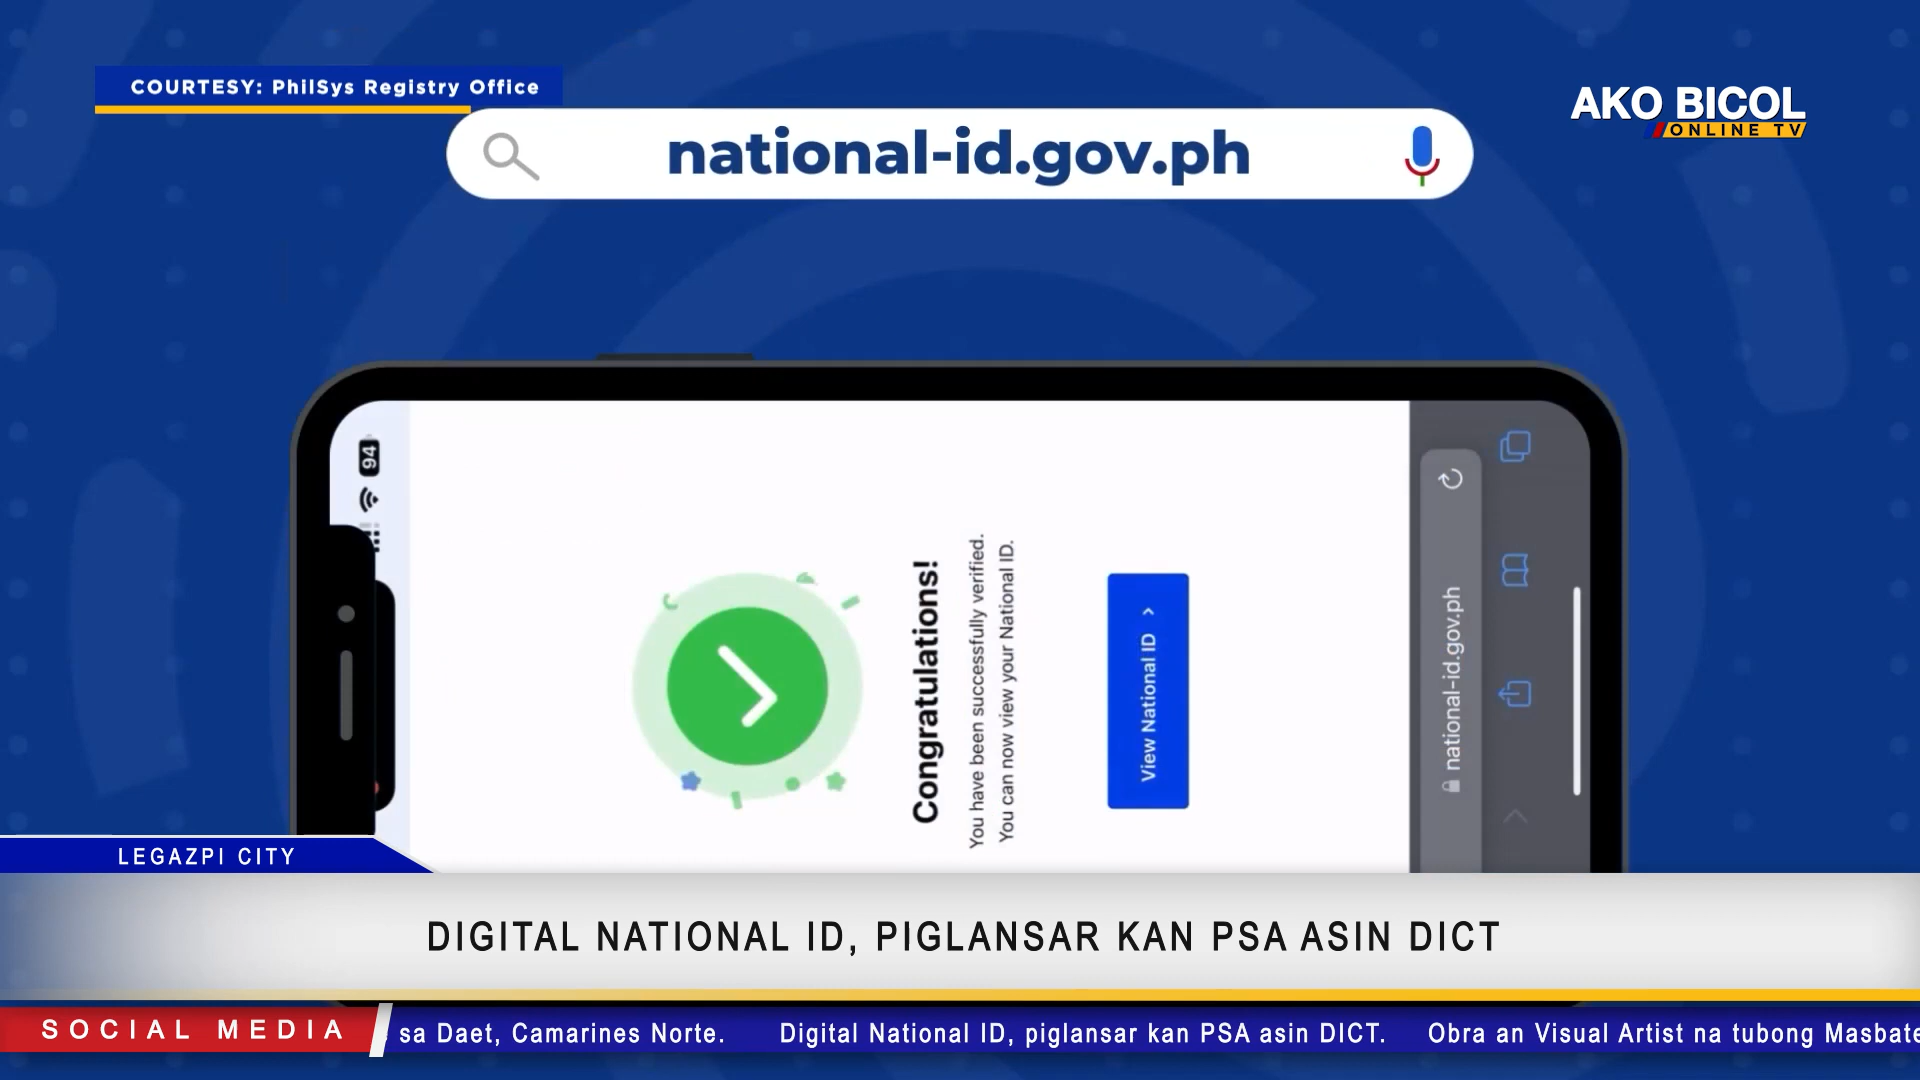 COURTESY: PhilSys Registry Office
AKO BICOL
ONLINE TV
national-id.gov.ph
94
Congratulations!
You have been successfully verified.
You can now view your National ID.
View National ID
national-id.gov.ph
LEGAZPI CITY
DIGITAL NATIONAL ID, PIGLANSAR KAN PSA ASIN DICT
SOCIAL MEDIA
sa Daet, Camarines Norte. Digital National ID, piglansar kan PSA asin DICT. Obra an Visual Artist na tubong Masbate